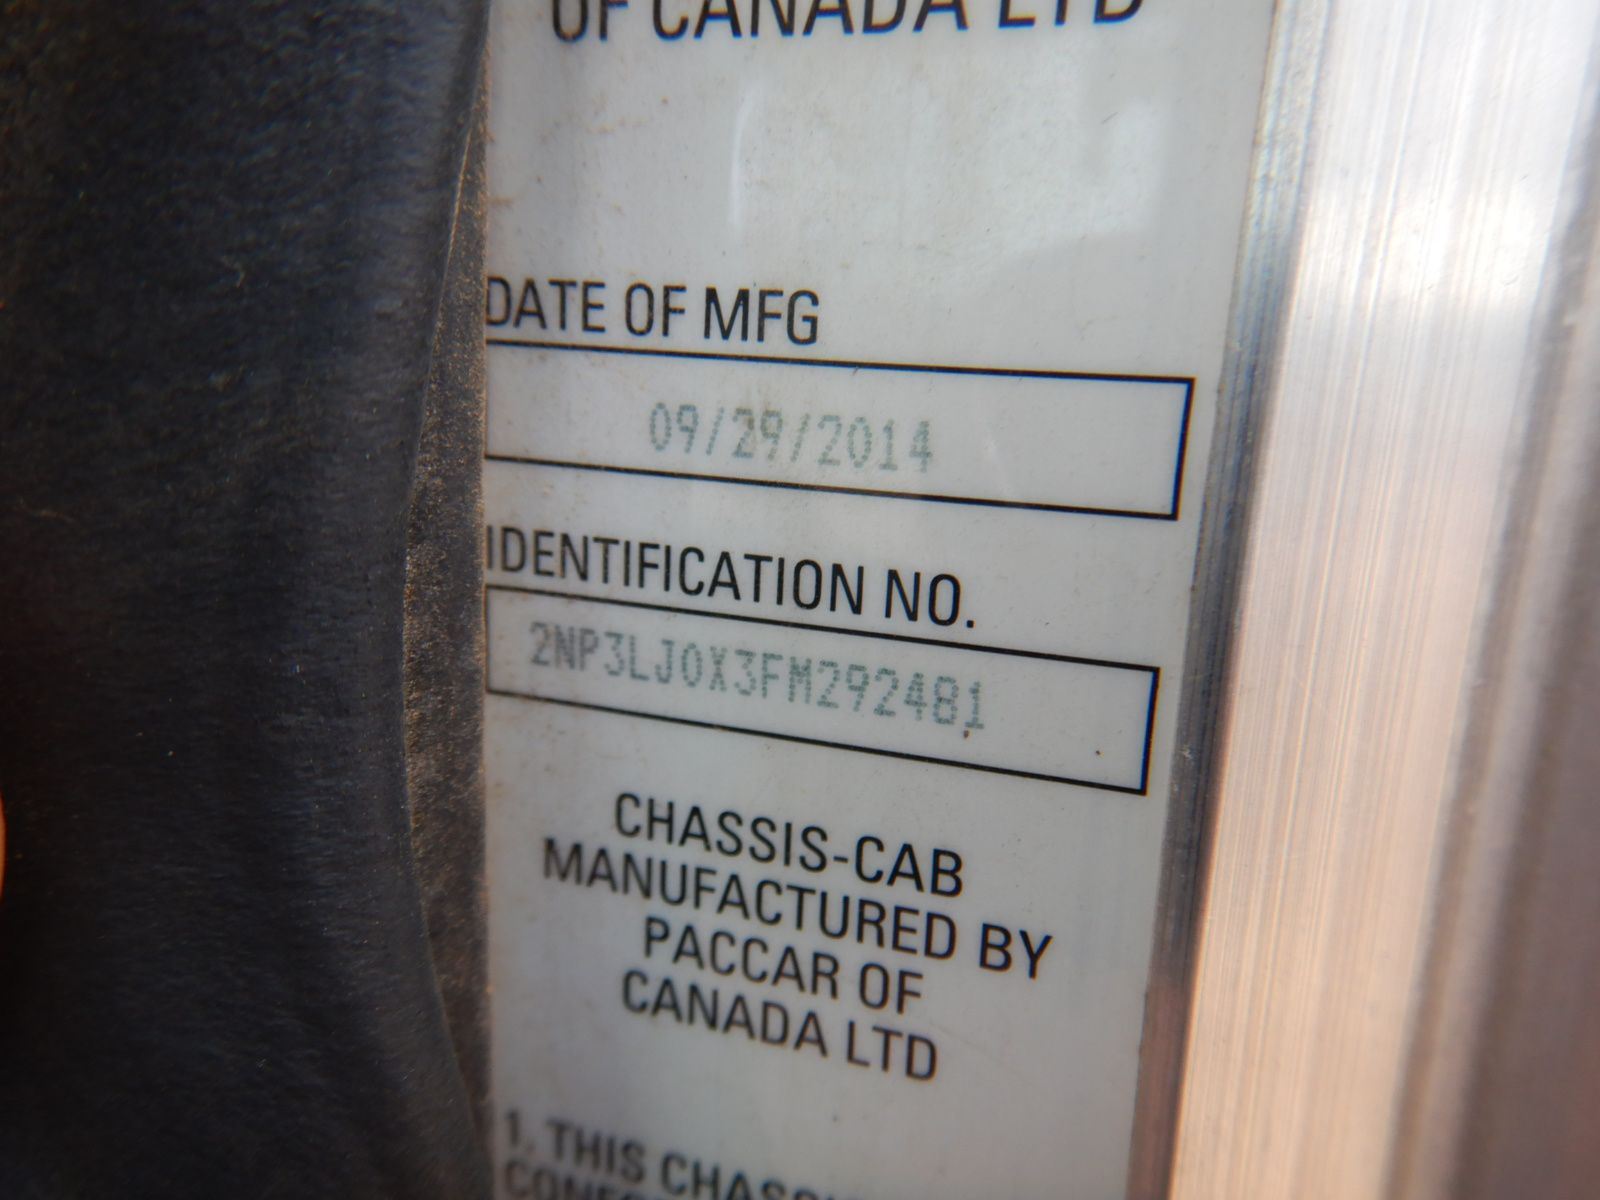 OF CANADA LTD
DATE OF MFG
09/29/2014
IDENTIFICATION NO.
2NP3LJ0X3FM292481
CHASSIS-CAB
MANUFACTURED BY
PACCAR OF
CANADA LTD
1. THIS